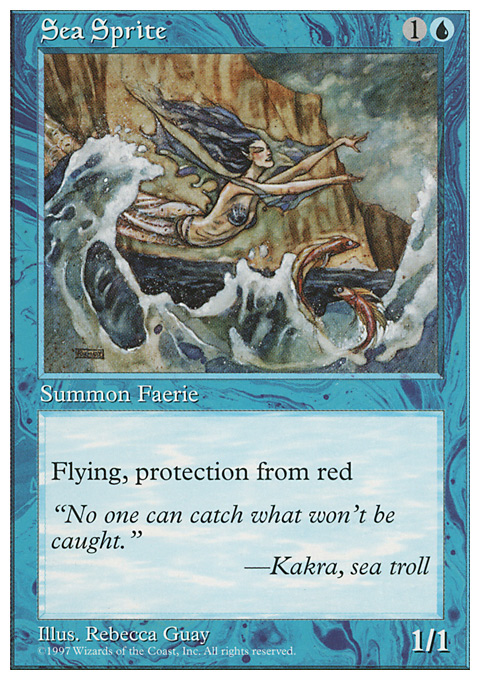 Sea Sprite 1
Summon Faerie
Flying, protection from red
“No one can catch what won’t be
caught.”
—Kakra, sea troll
Illus. Rebecca Guay
©1997 Wizards of the Coast, Inc. All rights reserved.
1/1